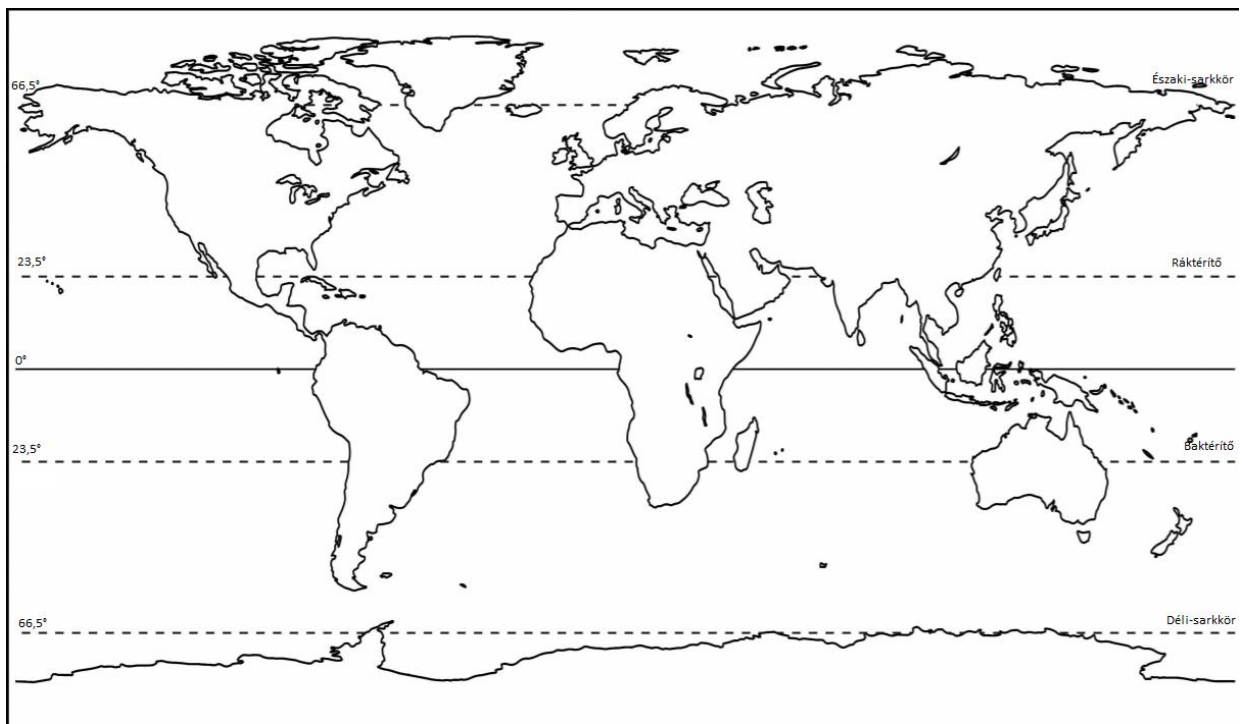 66,5°
Északi-sarkkör
23,5°
Ráktérítő
0°
23,5°
Baktérítő
66,5°
Déli-sarkkör